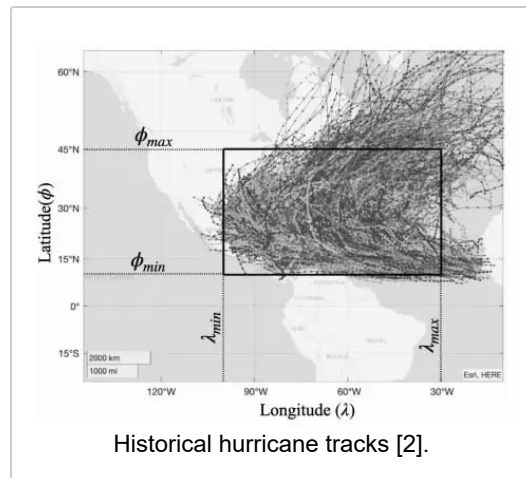 60°N
ϕmax
45°N
Latitude(ϕ)
30°N
ϕmin
15°N
0°
λmin
λmax
15°S
2000 km
1000 mi
Esri, HERE
120°W 90°W 60°W 30°W
Longitude (λ)
Historical hurricane tracks [2].